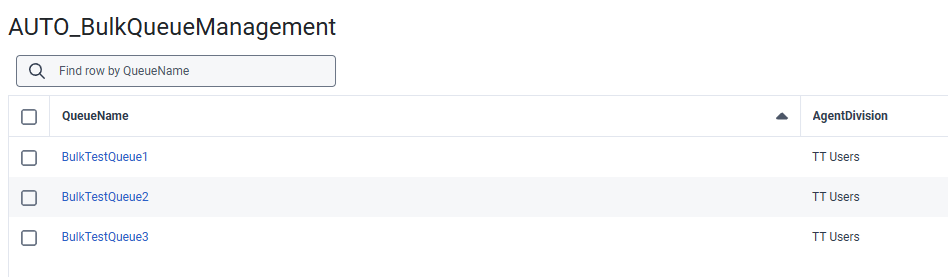 AUTO_BulkQueueManagement
Find row by QueueName
QueueName AgentDivision
BulkTestQueue1 TT Users
BulkTestQueue2 TT Users
BulkTestQueue3 TT Users